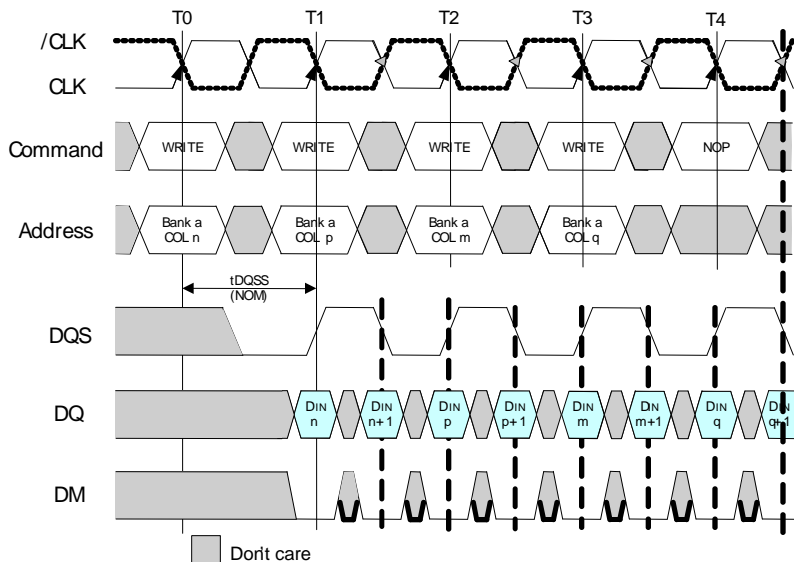 T0 T1 T2 T3 T4
/CLK
CLK
Command WRITE WRITE WRITE WRITE NOP
Address
Bank a Bank a Bank a Bank a
COL n COL p COL m COL q
tDQSS
(NOM)
DQS
DQ
DIN DIN DIN DIN DIN DIN DIN DIN
n n+1 p p+1 m m+1 q q+1
DM
Don't care